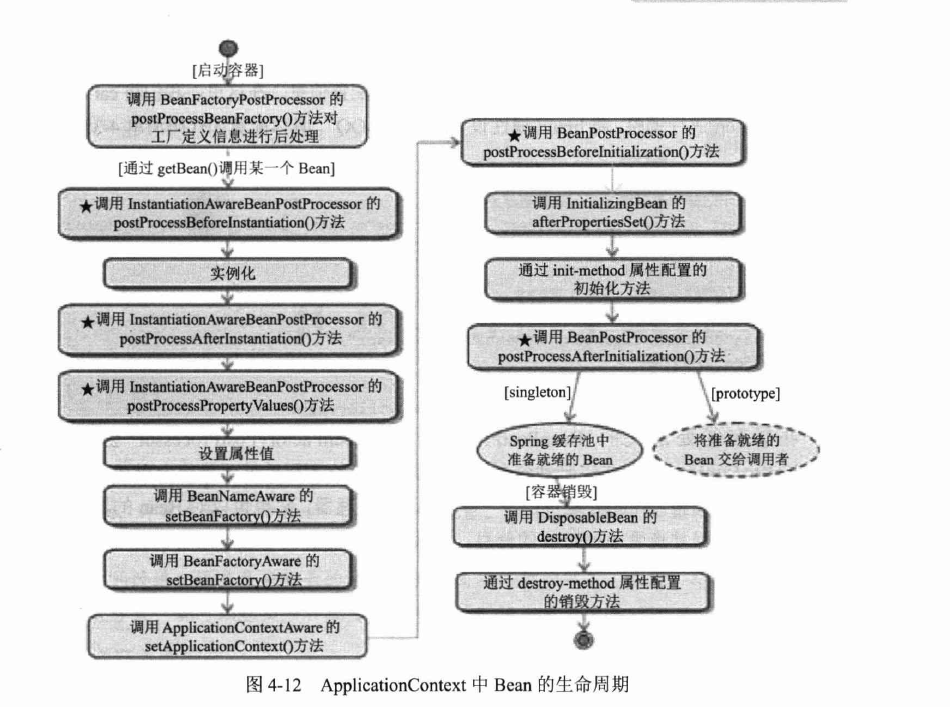 [启动容器]
调用 BeanFactoryPostProcessor 的
postProcessBeanFactory()方法对
工厂定义信息进行后处理
[通过 getBean()调用某一个 Bean]
★调用 InstantiationAwareBeanPostProcessor 的
postProcessBeforeInstantiation()方法
实例化
★调用 InstantiationAwareBeanPostProcessor 的
postProcessAfterInstantiation()方法
★调用 InstantiationAwareBeanPostProcessor 的
postProcessPropertyValues()方法
设置属性值
调用 BeanNameAware 的
setBeanFactory()方法
调用 BeanFactoryAware 的
setBeanFactory()方法
调用 ApplicationContextAware 的
setApplicationContext()方法
★调用 BeanPostProcessor 的
postProcessBeforeInitialization()方法
调用 InitializingBean 的
afterPropertiesSet()方法
通过 init-method 属性配置的
初始化方法
★调用 BeanPostProcessor 的
postProcessAfterInitialization()方法
[singleton]
[prototype]
Spring 缓存池中
准备就绪的 Bean
将准备就绪的
Bean 交给调用者
[容器销毁]
调用 DisposableBean 的
destroy()方法
通过 destroy-method 属性配置
的销毁方法
图 4-12 ApplicationContext 中 Bean 的生命周期